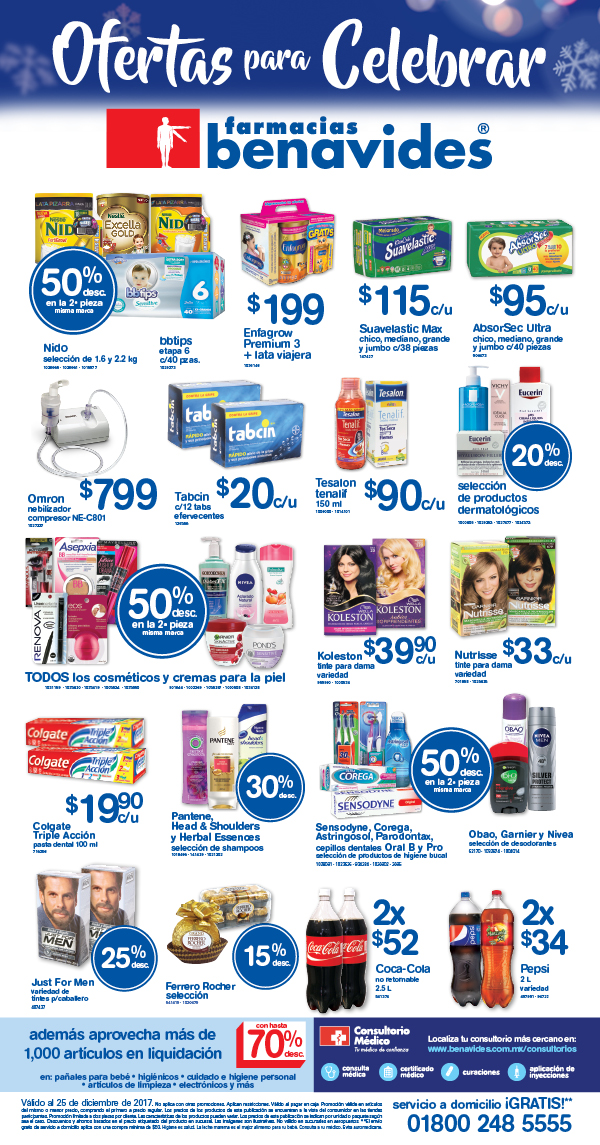 Ofertas para Celebrar
farmacias
benavides®
50%
desc.
en la 2ª pieza
misma marca
Nido
selección de 1.6 y 2.2 kg
bbtips
etapa 6
c/40 pzas.
$199
Enfagrow
Premium 3
+ lata viajera
$115 c/u
Suavelastic Max
chico, mediano, grande
y jumbo c/38 piezas
$95 c/u
AbsorSec Ultra
chico, mediano, grande
y jumbo c/40 piezas
Omron
nebilizador
compresor NE-C801
$799
Tabcin
c/12 tabs
efervecentes
$20 c/u
Tesalon
tenalif
150 ml
$90 c/u
20%
desc.
selección
de productos
dermatológicos
50%
desc.
en la 2ª pieza
misma marca
TODOS los cosméticos y cremas para la piel
Koleston
tinte para dama
variedad
$39.90 c/u
Nutrisse
tinte para dama
variedad
$33 c/u
$19.90 c/u
Colgate
Triple Acción
pasta dental 100 ml
30%
desc.
Pantene,
Head & Shoulders
y Herbal Essences
selección de shampoos
50%
desc.
en la 2ª pieza
misma marca
Sensodyne, Corega,
Astringosol, Parodontax,
cepillos dentales Oral B y Pro
selección de productos de higiene bucal
Obao, Garnier y Nivea
selección de desodorantes
25%
desc.
Just For Men
variedad de
tintes p/caballero
15%
desc.
Ferrero Rocher
selección
2x
$52
Coca-Cola
no retornable
2.5 L
2x
$34
Pepsi
2 L
variedad
además aprovecha más de
1,000 artículos en liquidación
con hasta
70%
desc.
en: pañales para bebé • higiénicos • cuidado e higiene personal
• artículos de limpieza • electrónicos y más
Consultorio
Médico
Tu médico de confianza
Localiza tu consultorio más cercano en:
www.benavides.com.mx/consultorios
consulta
médica
certificado
médico
curaciones
aplicación de
inyecciones
Válido al 25 de diciembre de 2017.
servicio a domicilio ¡GRATIS!**
01800 248 5555